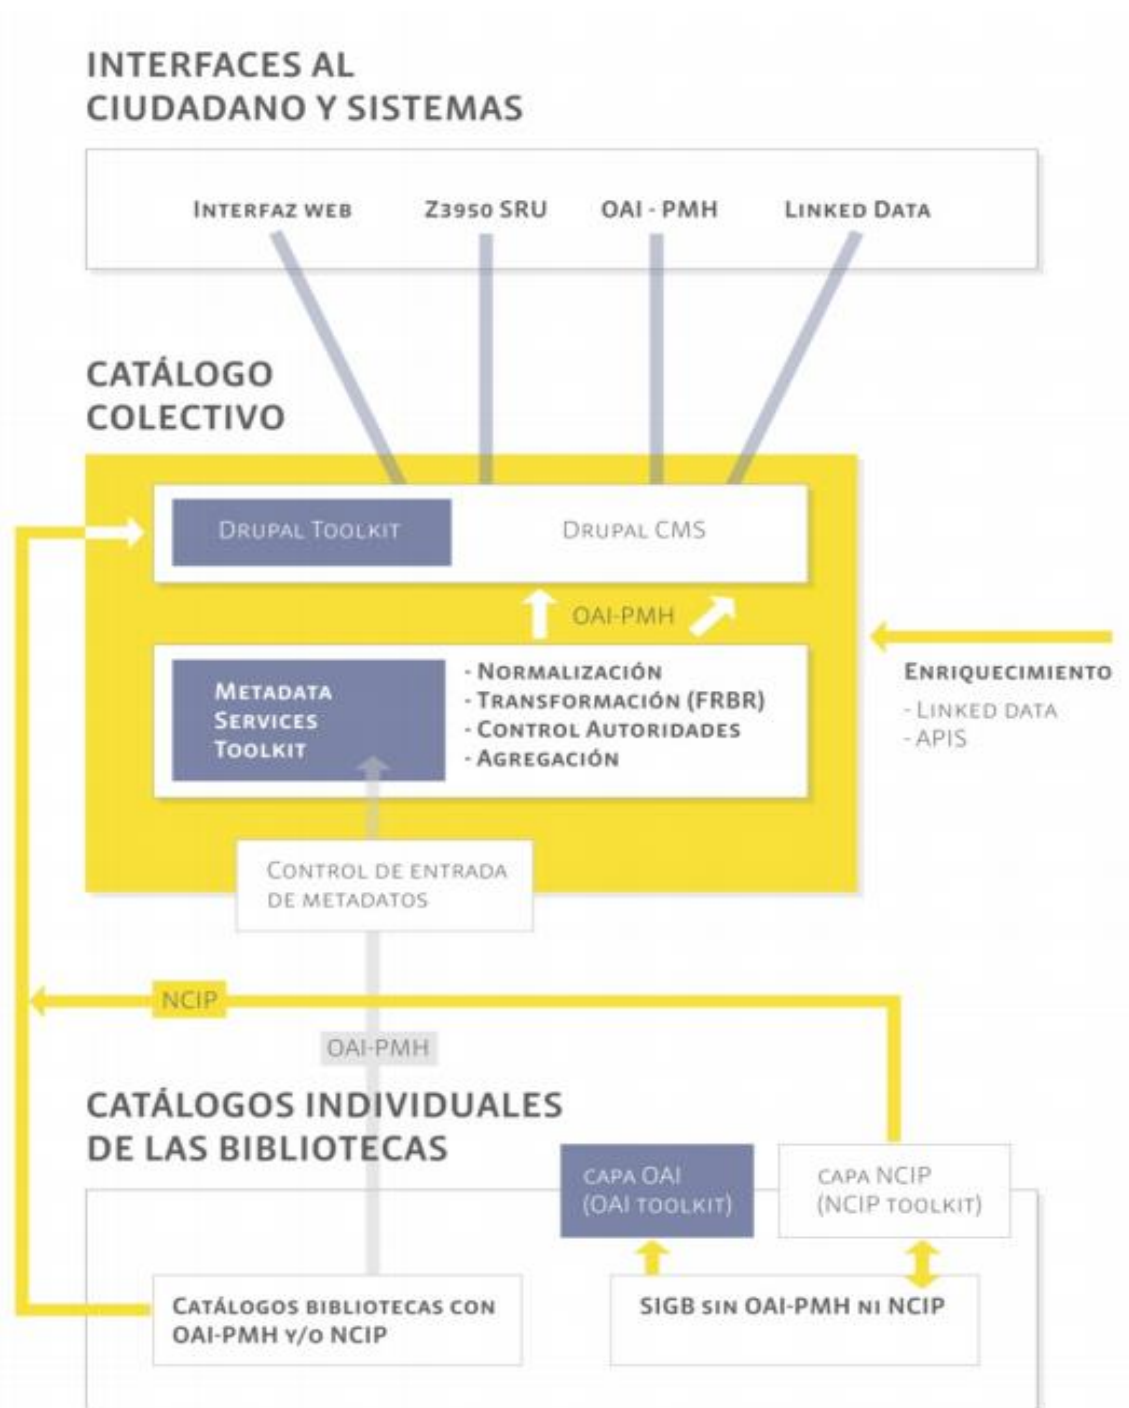 INTERFACES AL
CIUDADANO Y SISTEMAS
INTERFAZ WEB
Z3950 SRU
OAI - PMH
LINKED DATA
CATÁLOGO
COLECTIVO
DRUPAL TOOLKIT
DRUPAL CMS
OAI-PMH
METADATA
SERVICES
TOOLKIT
- NORMALIZACIÓN
- TRANSFORMACIÓN (FRBR)
- CONTROL AUTORIDADES
- AGREGACIÓN
ENRIQUECIMIENTO
- LINKED DATA
- APIS
CONTROL DE ENTRADA
DE METADATOS
NCIP
OAI-PMH
CATÁLOGOS INDIVIDUALES
DE LAS BIBLIOTECAS
CAPA OAI
(OAI TOOLKIT)
CAPA NCIP
(NCIP TOOLKIT)
CATÁLOGOS BIBLIOTECAS CON
OAI-PMH Y/O NCIP
SIGB SIN OAI-PMH NI NCIP